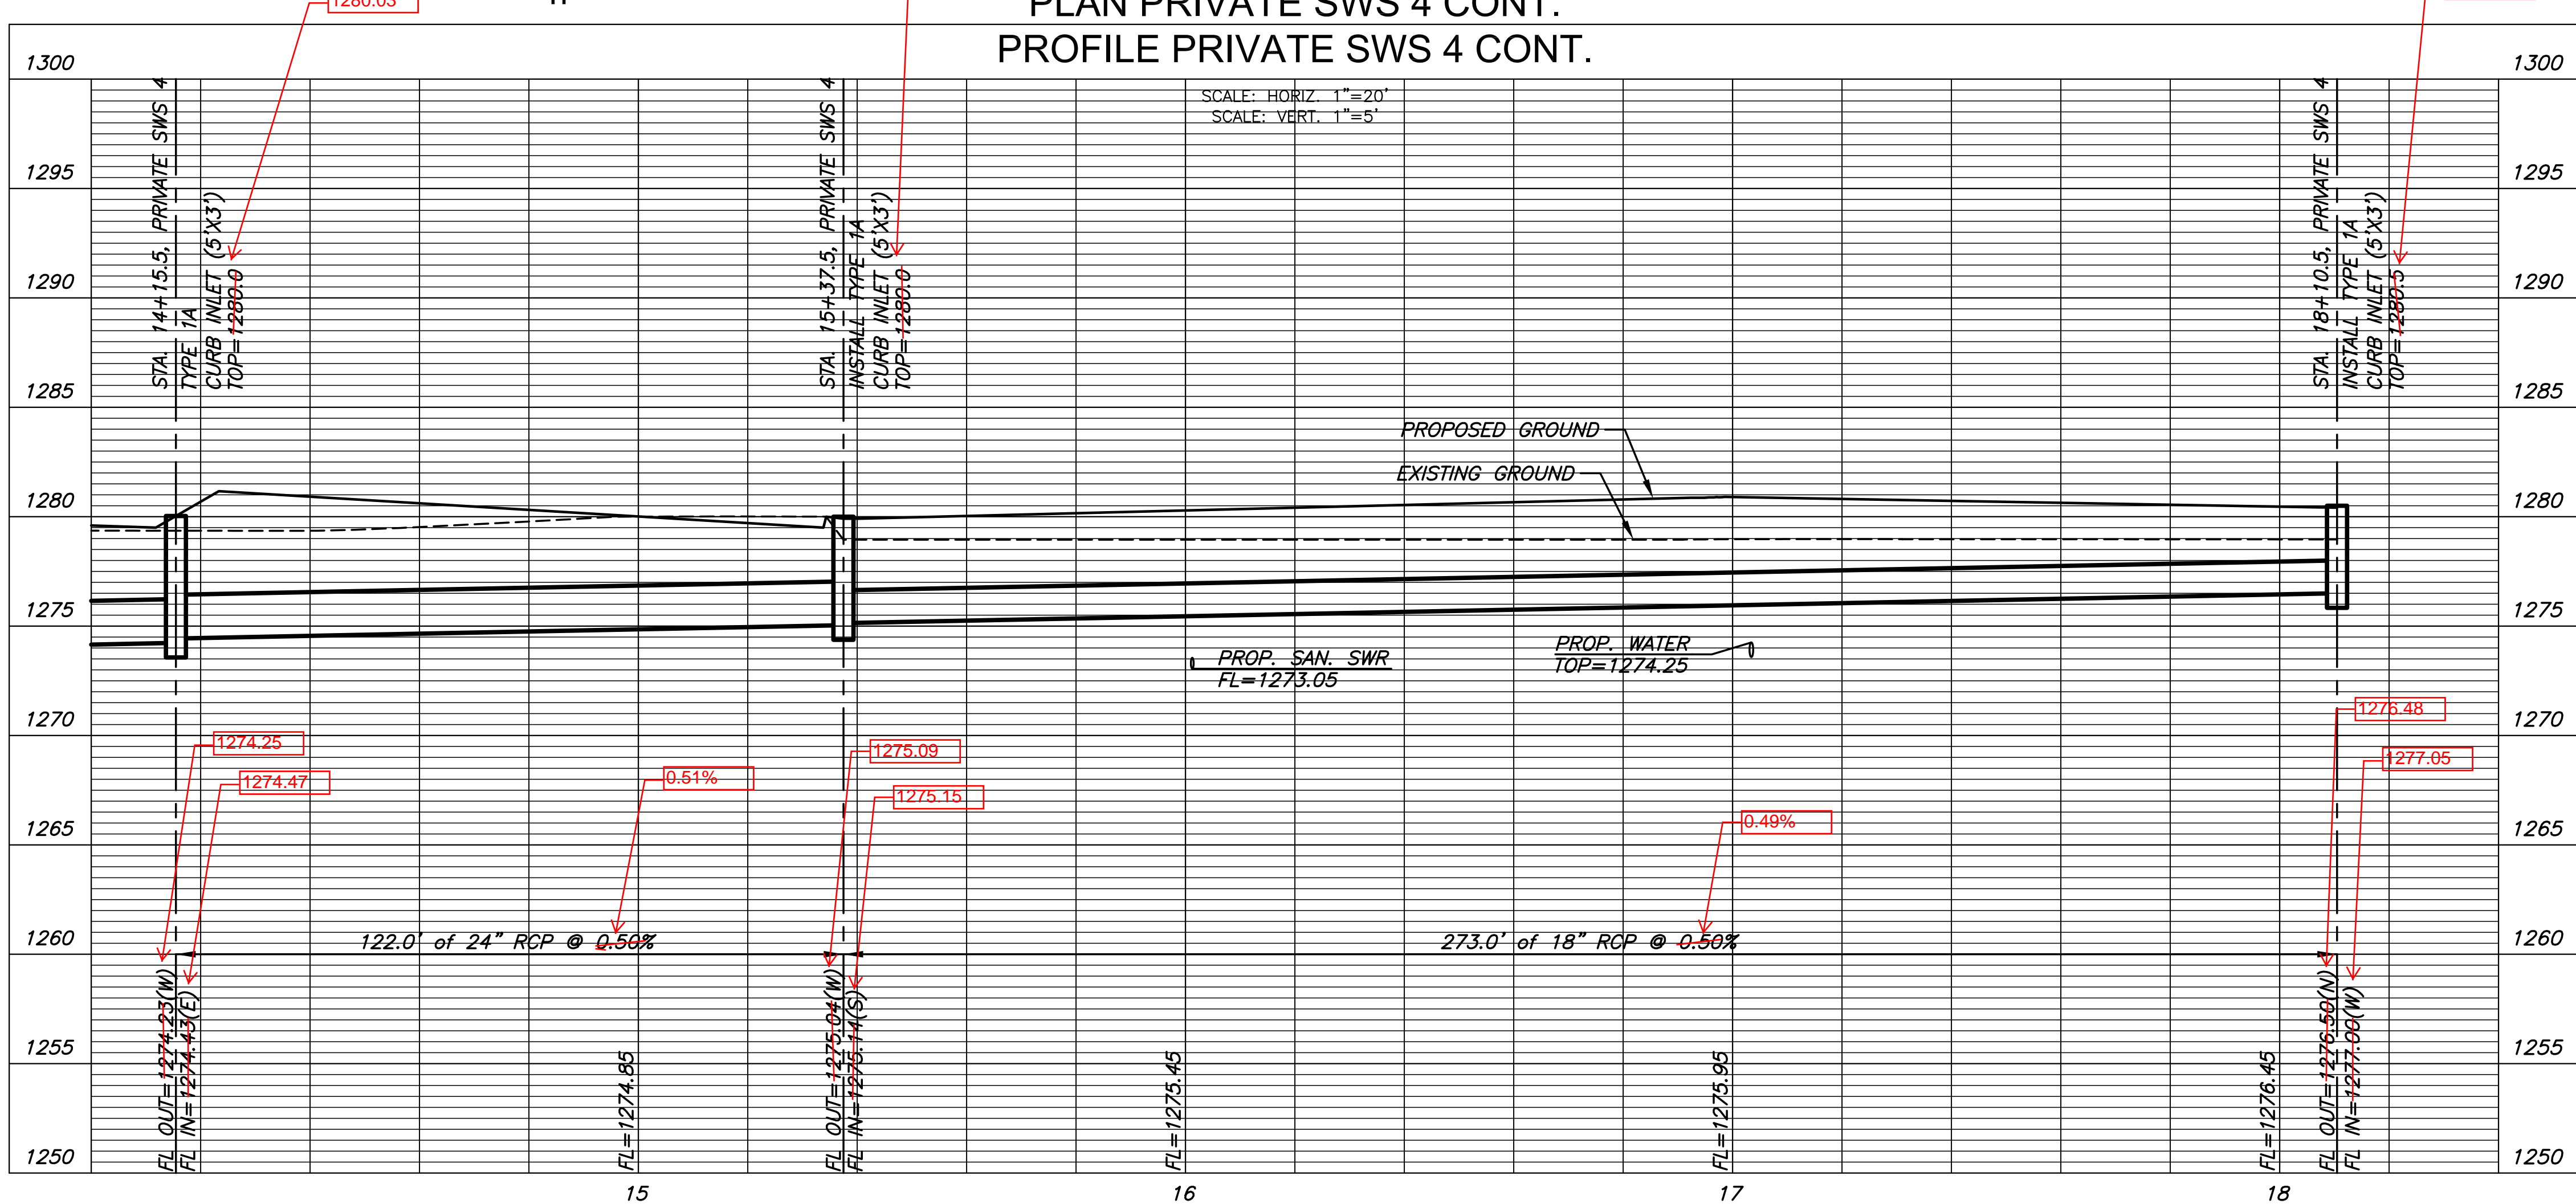 1280.03
PLAN PRIVATE SWS 4 CONT.
PROFILE PRIVATE SWS 4 CONT.
SCALE: HORIZ. 1"=20'
SCALE: VERT. 1"=5'
1300
1295
1290
1285
1280
1275
1270
1265
1260
1255
1250
1300
1295
1290
1285
1280
1275
1270
1265
1260
1255
1250
STA. 14+15.5, PRIVATE SWS 4
TYPE 1A
CURB INLET (5'X3')
TOP=1280.0
STA. 15+37.5, PRIVATE SWS 4
INSTALL TYPE 1A
CURB INLET (5'X3')
TOP=1280.0
STA. 18+10.5, PRIVATE SWS 4
INSTALL TYPE 1A
CURB INLET (5'X3')
TOP=1280.5
PROPOSED GROUND
EXISTING GROUND
PROP. SAN. SWR
FL=1273.05
PROP. WATER
TOP=1274.25
1274.25
1274.47
0.51%
1275.09
1275.15
0.49%
1276.48
1277.05
122.0' of 24" RCP @ 0.50%
273.0' of 18" RCP @ 0.50%
FL OUT=1274.23(W)
FL IN=1274.43(E)
FL=1274.85
FL OUT=1275.04(W)
FL IN=1275.14(S)
FL=1275.45
FL=1275.95
FL=1276.45
FL OUT=1276.50(N)
FL IN=1277.00(W)
15
16
17
18